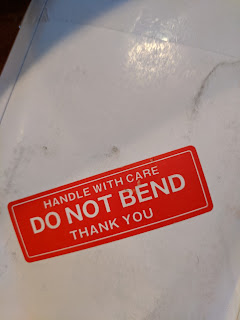 HANDLE WITH CARE
DO NOT BEND
THANK YOU